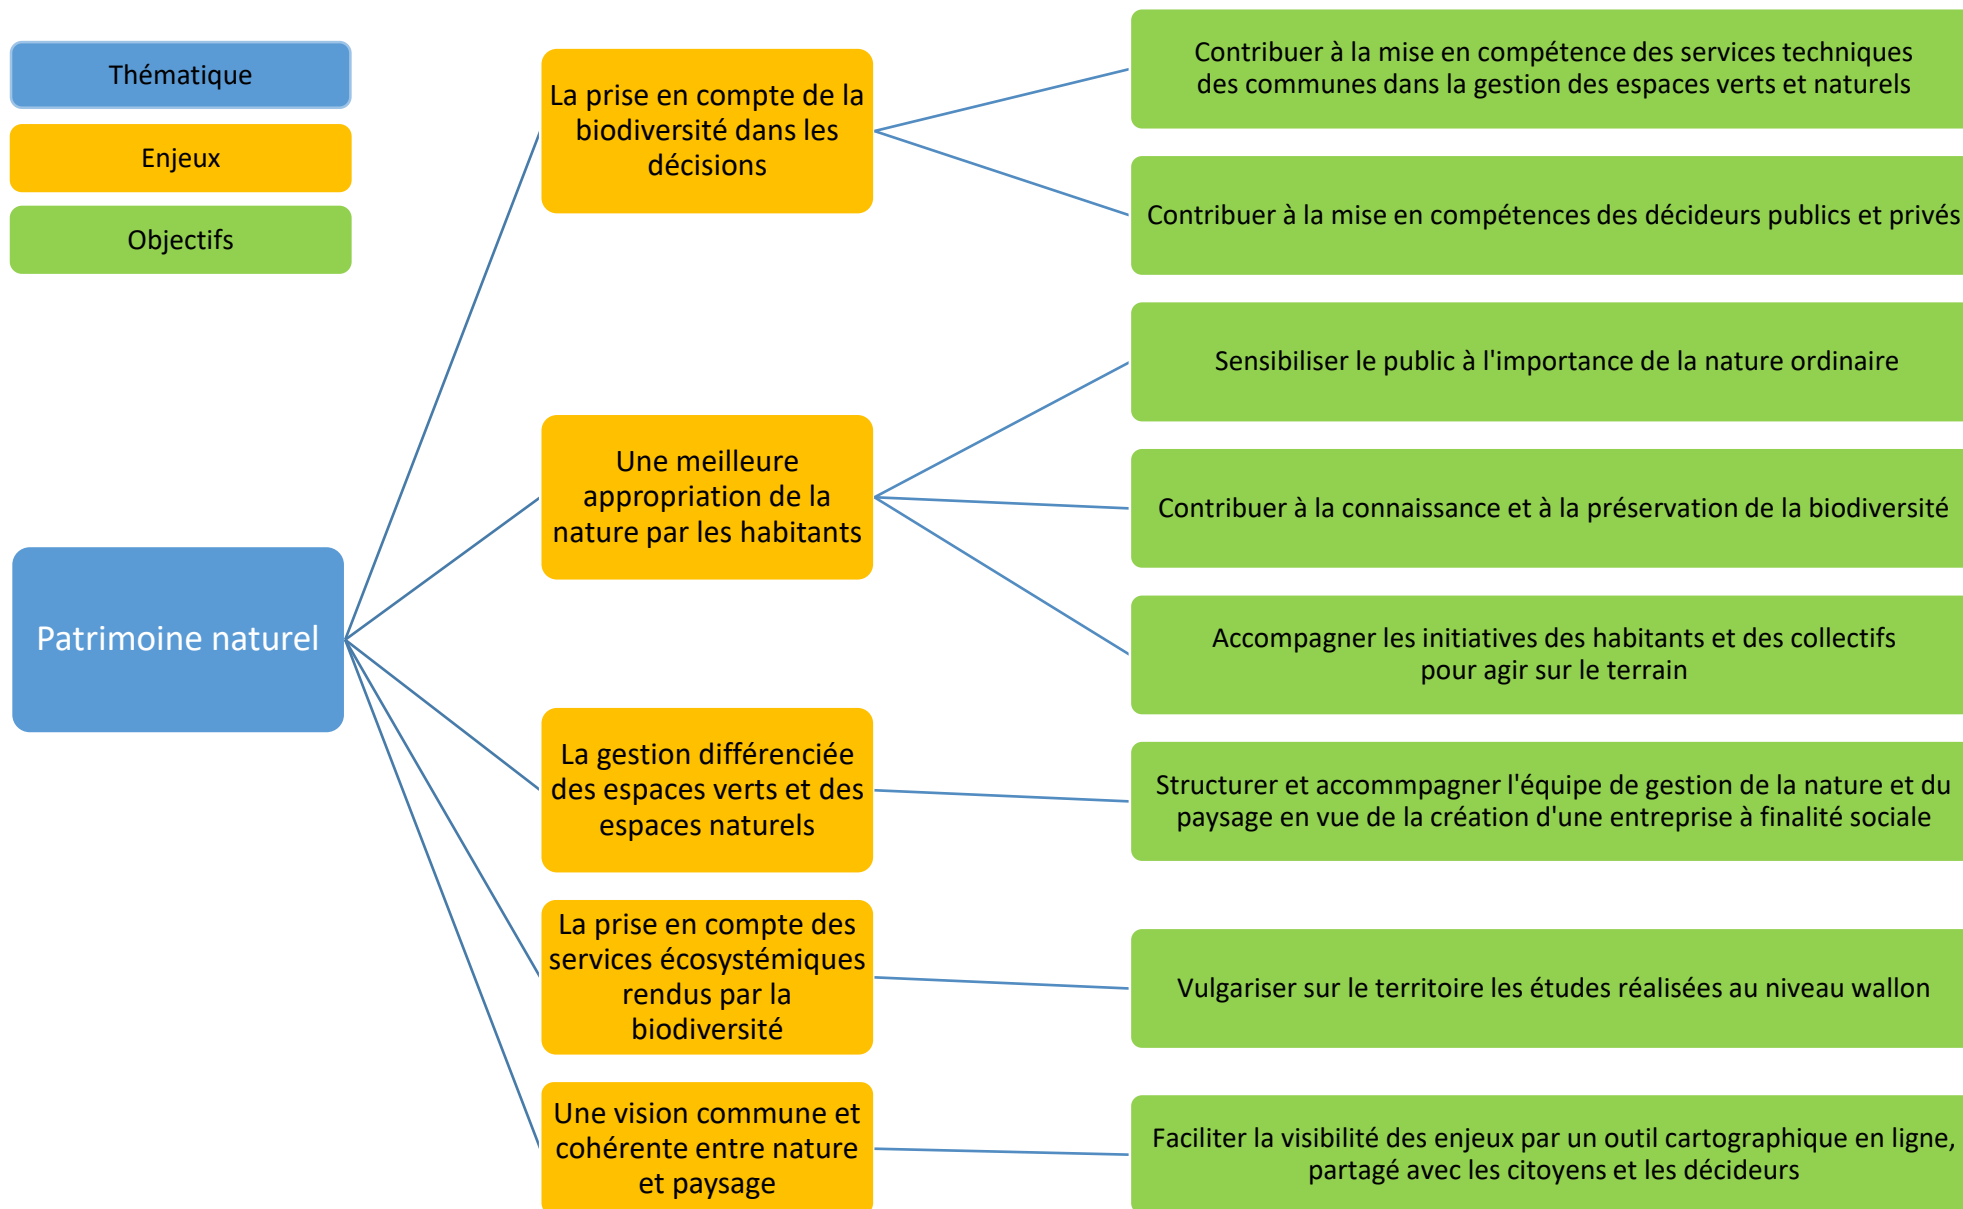 Thématique
Enjeux
Objectifs
Patrimoine naturel
La prise en compte de la
biodiversité dans les
décisions
Contribuer à la mise en compétence des services techniques
des communes dans la gestion des espaces verts et naturels
Contribuer à la mise en compétences des décideurs publics et privés
Une meilleure
appropriation de la
nature par les habitants
Sensibiliser le public à l'importance de la nature ordinaire
Contribuer à la connaissance et à la préservation de la biodiversité
Accompagner les initiatives des habitants et des collectifs
pour agir sur le terrain
La gestion différenciée
des espaces verts et des
espaces naturels
Structurer et accommpagner l'équipe de gestion de la nature et du
paysage en vue de la création d'une entreprise à finalité sociale
La prise en compte des
services écosystémiques
rendus par la
biodiversité
Vulgariser sur le territoire les études réalisées au niveau wallon
Une vision commune et
cohérente entre nature
et paysage
Faciliter la visibilité des enjeux par un outil cartographique en ligne,
partagé avec les citoyens et les décideurs